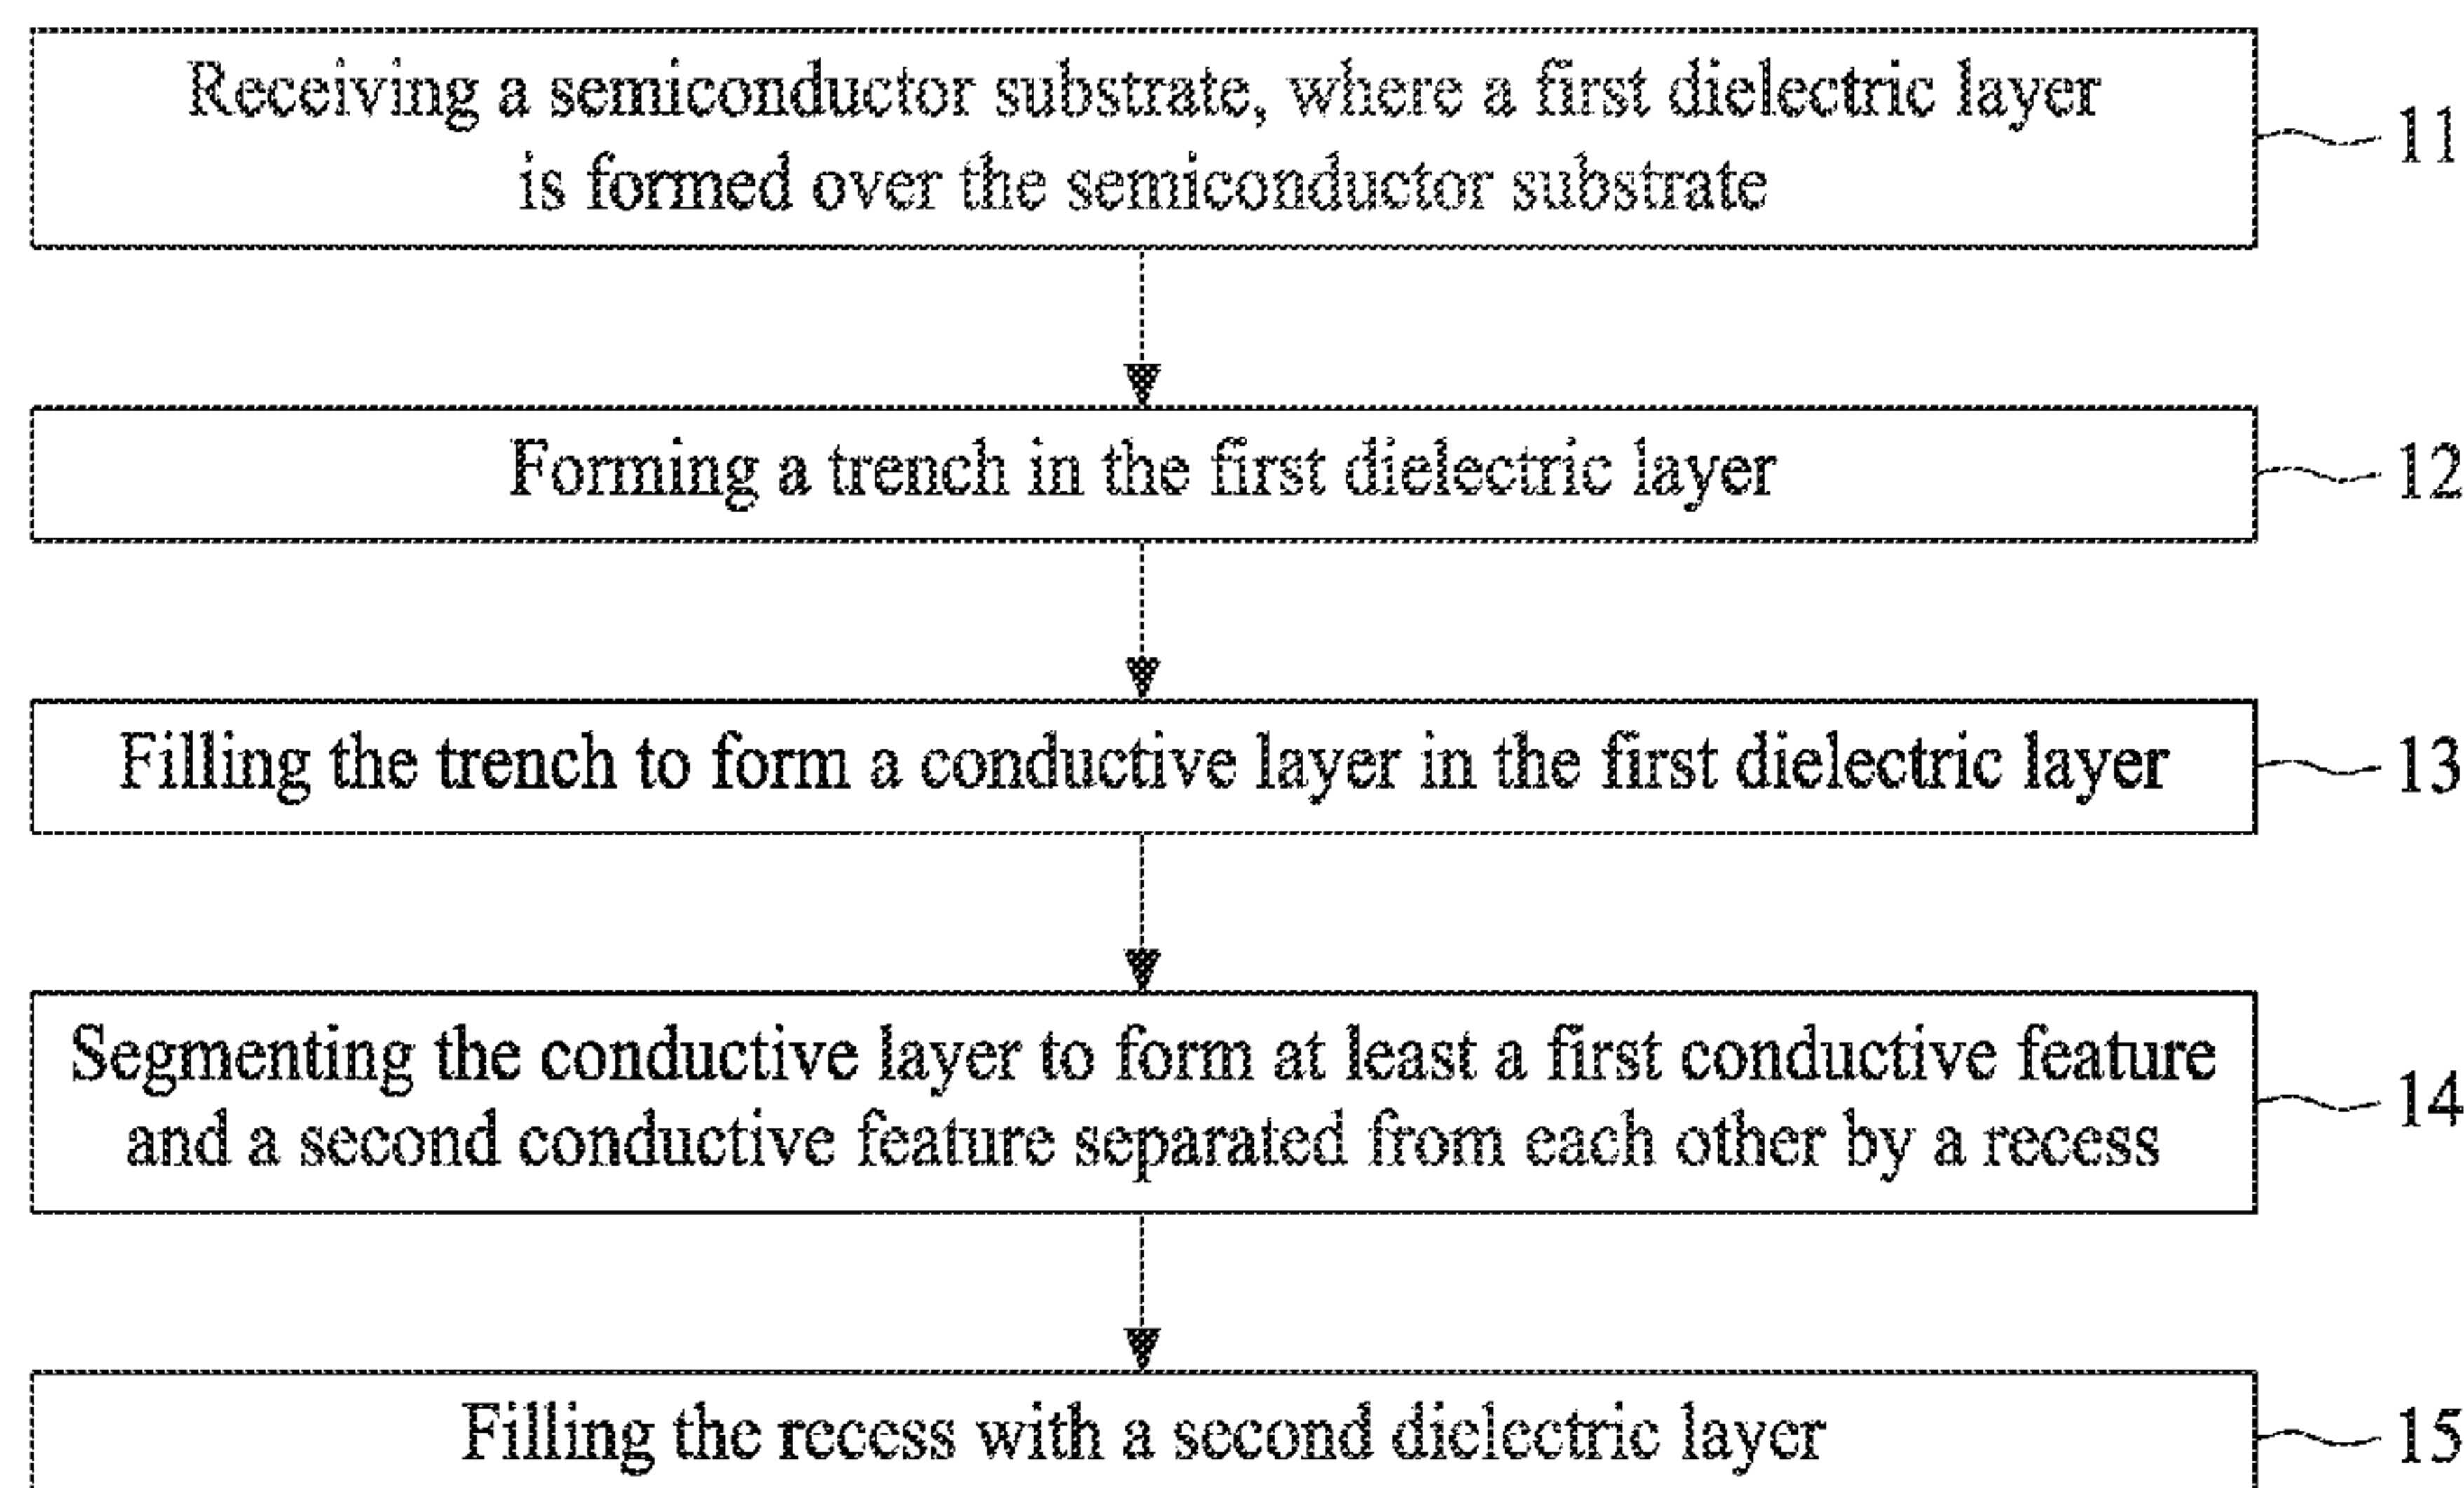 Receiving a semiconductor substrate, where a first dielectric layer
is formed over the semiconductor substrate
11
Forming a trench in the first dielectric layer
12
Filling the trench to form a conductive layer in the first dielectric layer
13
Segmenting the conductive layer to form at least a first conductive feature
and a second conductive feature separated from each other by a recess
14
Filling the recess with a second dielectric layer
15